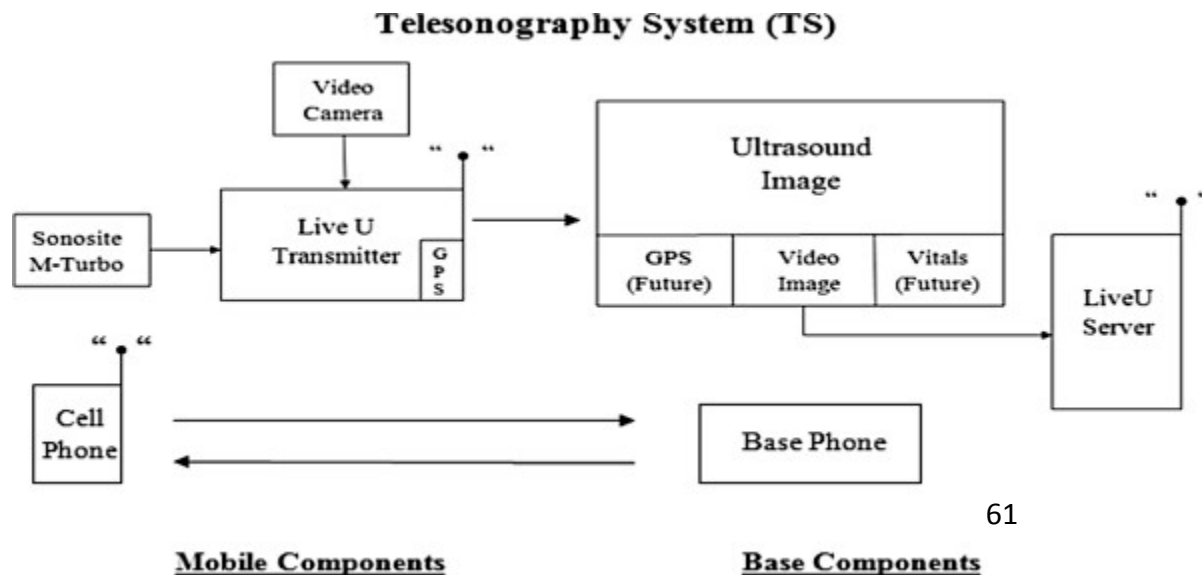 Telesonography System (TS)
Video
Camera
“ “
Sonosite
M-Turbo
Live U
Transmitter
G
P
S
Ultrasound
Image
GPS
(Future)
Video
Image
Vitals
(Future)
“ “
LiveU
Server
“ “
Cell
Phone
Base Phone
61
Mobile Components
Base Components